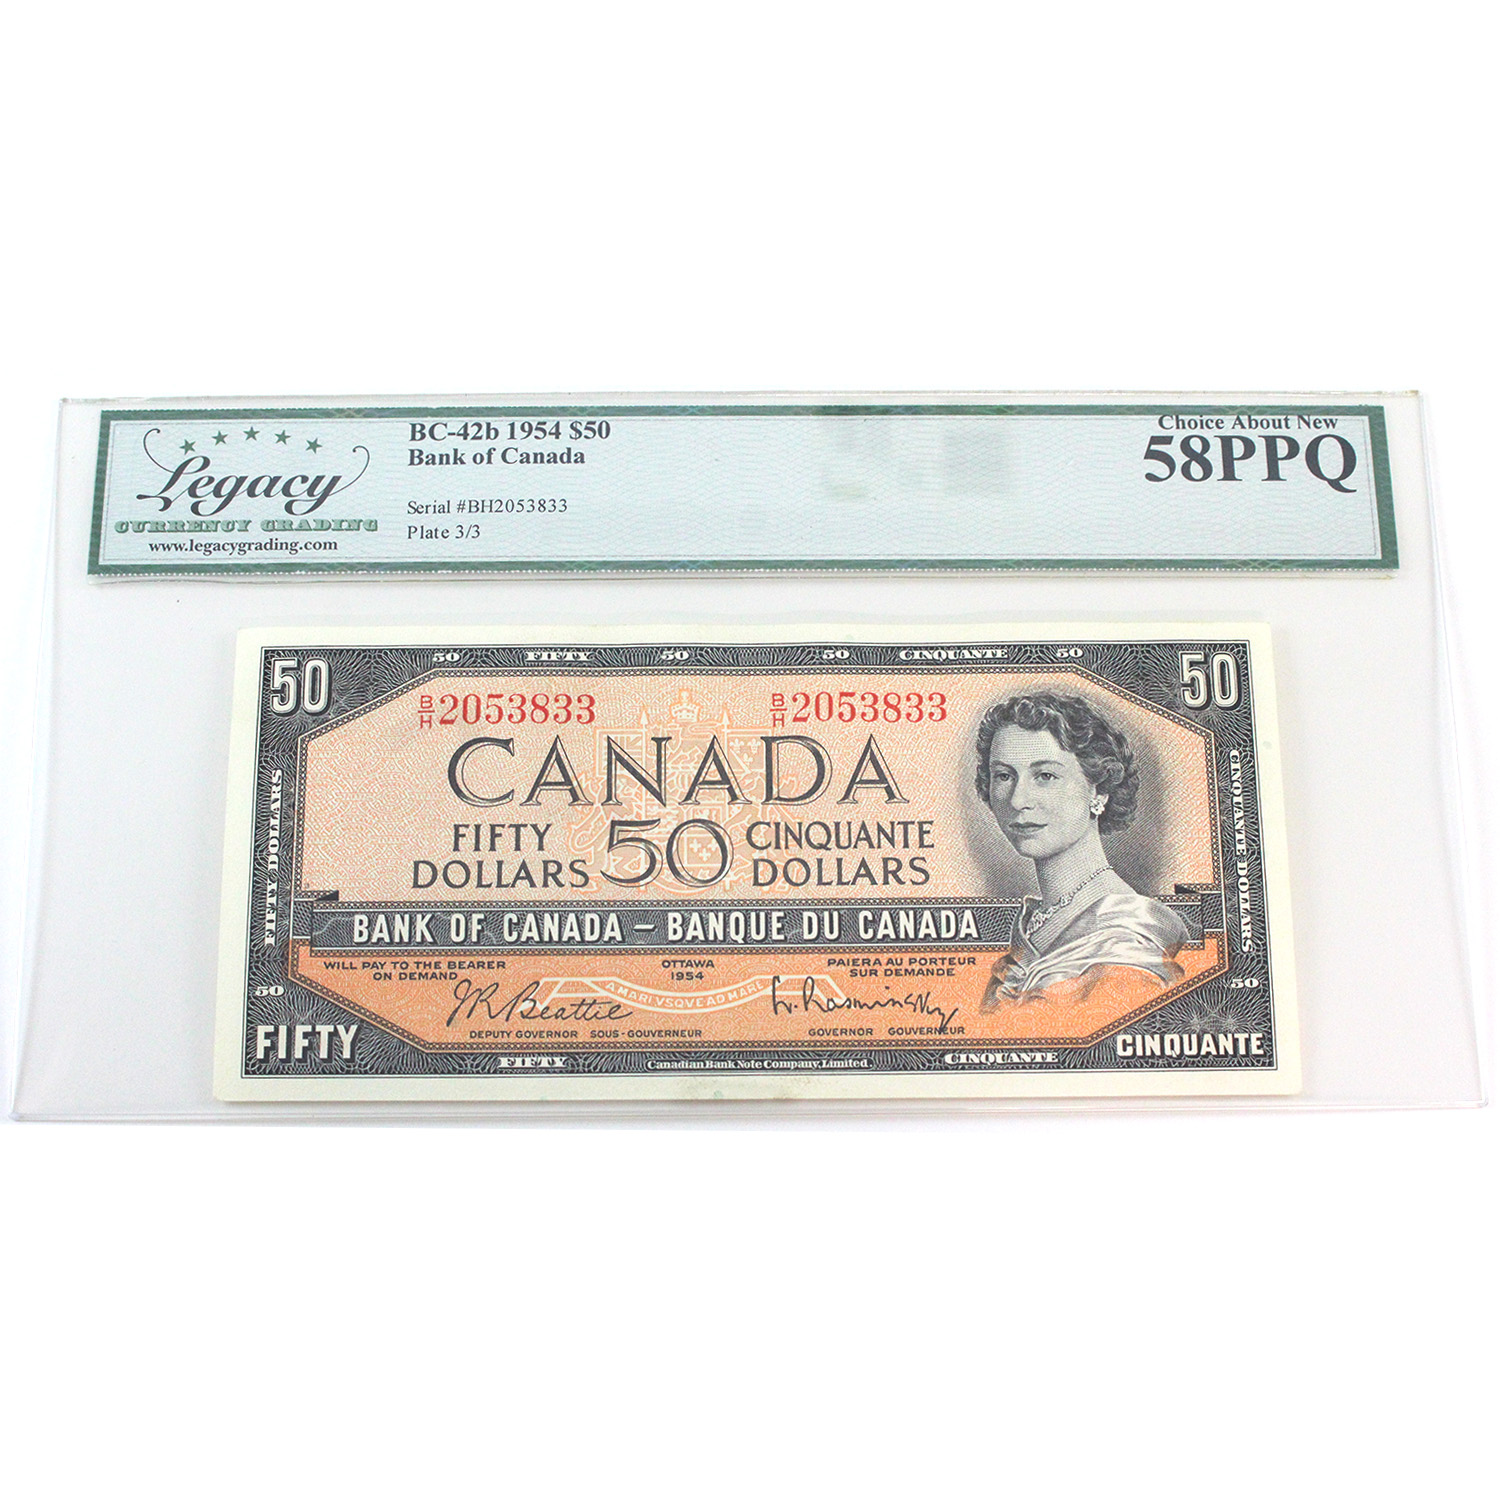 Legacy
CURRENCY GRADING
www.legacygrading.com
BC-42b 1954 $50
Bank of Canada
Serial #BH2053833
Plate 3/3
Choice About New
58PPQ
50 50 FIFTY 50 50 CINQUANTE 50 50
B/H 2053833 B/H 2053833
CANADA
FIFTY DOLLARS
50
CINQUANTE DOLLARS
FIFTY DOLLARS
CINQUANTE DOLLARS
BANK OF CANADA – BANQUE DU CANADA
WILL PAY TO THE BEARER
ON DEMAND
OTTAWA
1954
PAIERA AU PORTEUR
SUR DEMANDE
A MARI VSQVE AD MARE
JRBeattie
L. Rasminsky
DEPUTY GOVERNOR SOUS-GOUVERNEUR
GOVERNOR GOUVERNEUR
50 50
FIFTY CINQUANTE
FIFTY Canadian Bank Note Company, Limited CINQUANTE